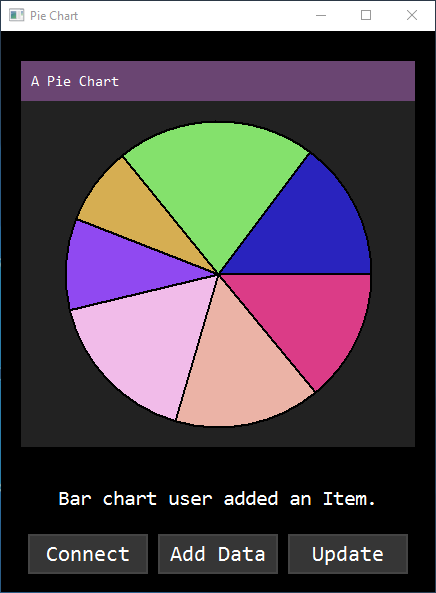 Pie Chart
A Pie Chart
Bar chart user added an Item.
Connect
Add Data
Update